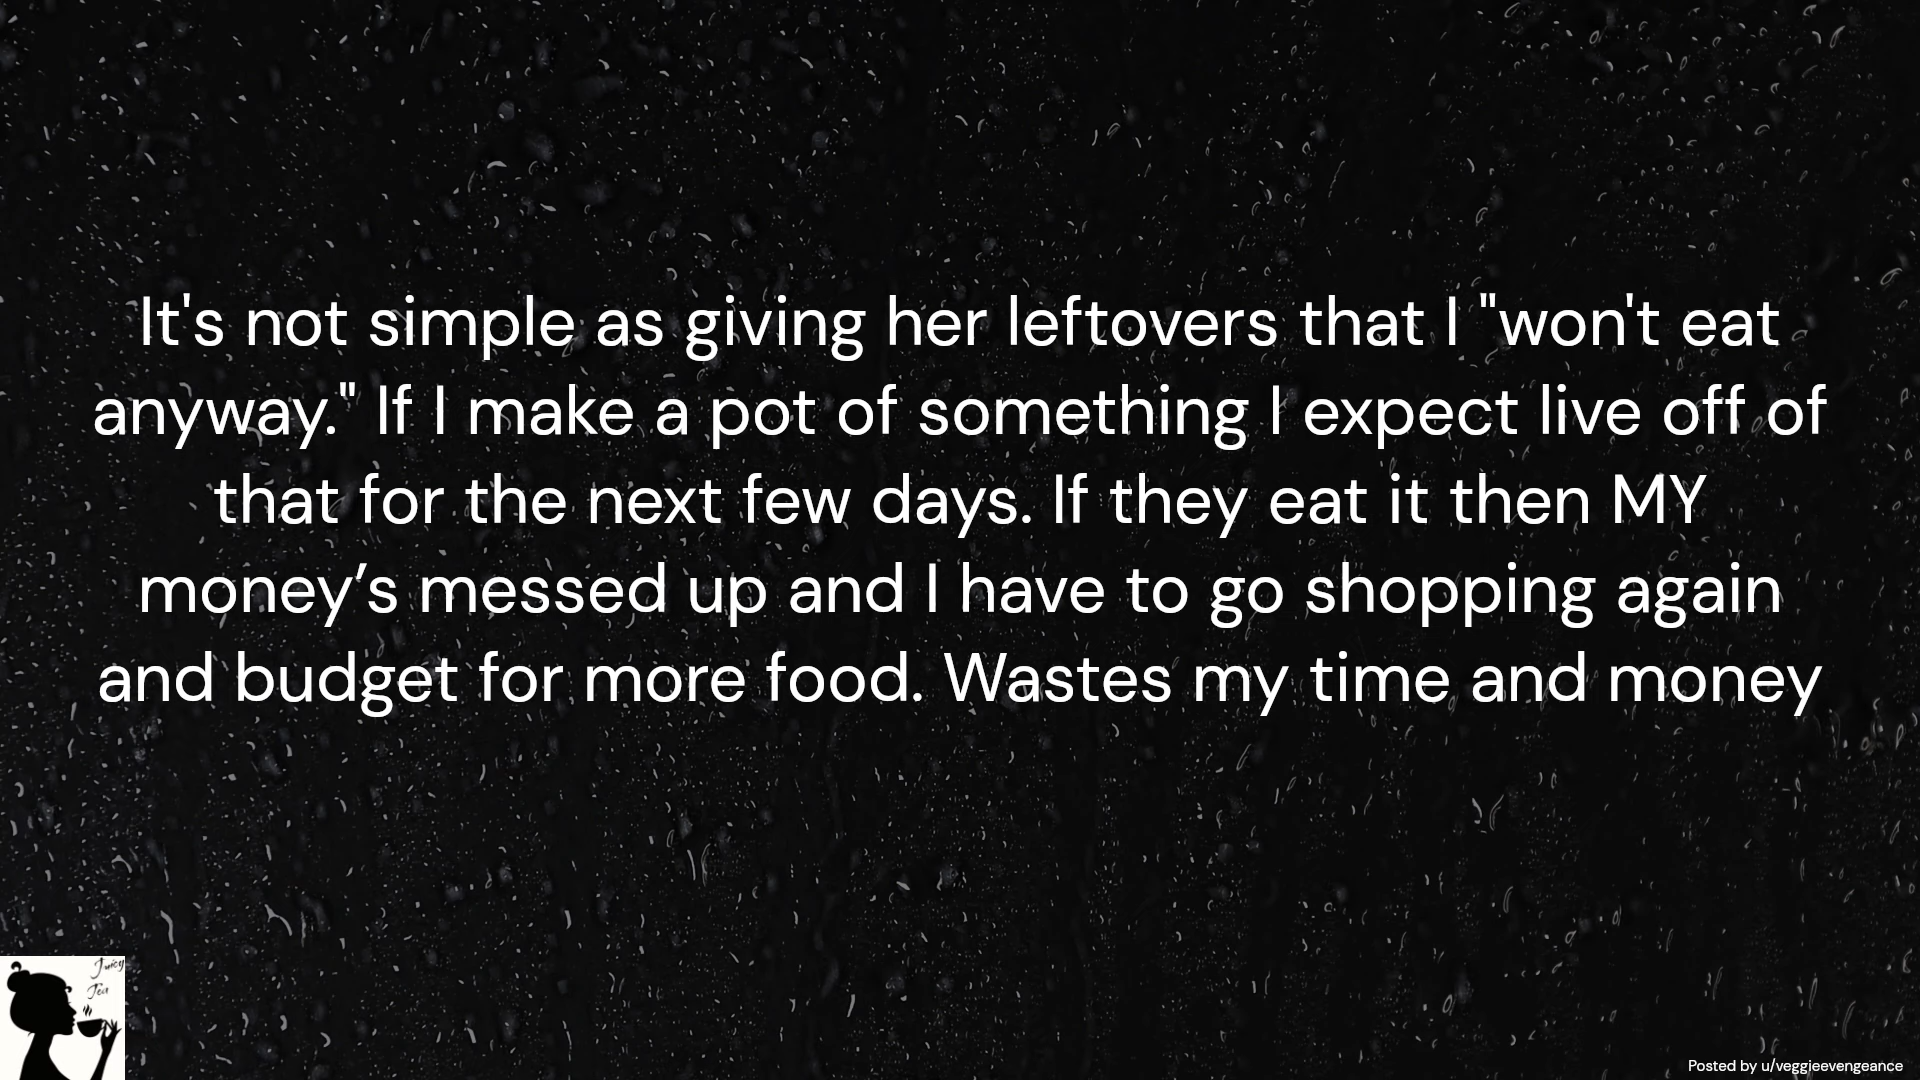 It's not simple as giving her leftovers that I "won't eat
anyway." If I make a pot of something I expect live off of
that for the next few days. If they eat it then MY
money’s messed up and I have to go shopping again
and budget for more food. Wastes my time and money
Juicy
Tea
Posted by u/veggieevengeance